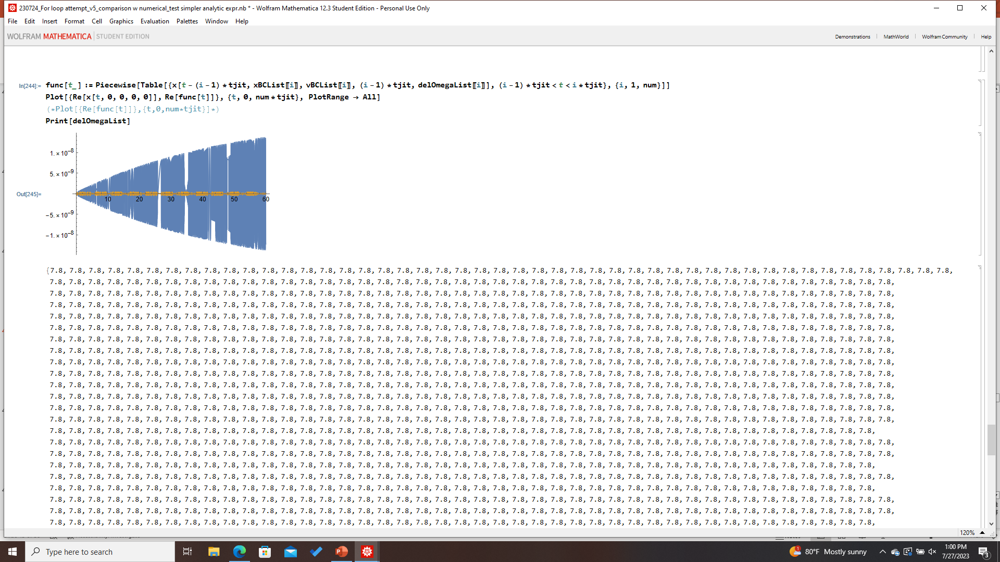 230724_For loop attempt_v5_comparison w numerical_test simpler analytic expr.nb * - Wolfram Mathematica 12.3 Student Edition - Personal Use Only
File Edit Insert Format Cell Graphics Evaluation Palettes Window Help
WOLFRAM MATHEMATICA STUDENT EDITION Demonstrations MathWorld Wolfram Community Help
In[244]:= func[t_] := Piecewise[Table[{x[t - (i - 1) * tjit, xBCList[[i]], vBCList[[i]], (i - 1) * tjit, delOmegaList[[i]]], (i - 1) * tjit < t < i * tjit}, {i, 1, num}]]
Plot[{Re[x[t, 0, 0, 0, 0]], Re[func[t]]}, {t, 0, num * tjit}, PlotRange → All]
(*Plot[{Re[func[t]]},{t,0,num*tjit}]*)
Print[delOmegaList]
1. × 10⁻⁸
5. × 10⁻⁹
Out[245]=
10 20 30 40 50 60
-5. × 10⁻⁹
-1. × 10⁻⁸
{7.8, 7.8, 7.8, 7.8, 7.8, 7.8, 7.8, 7.8, 7.8, 7.8, 7.8, 7.8, 7.8, 7.8, 7.8, 7.8, 7.8, 7.8, 7.8, 7.8, 7.8, 7.8, 7.8, 7.8, 7.8, 7.8, 7.8, 7.8, 7.8, 7.8, 7.8, 7.8, 7.8, 7.8, 7.8, 7.8, 7.8, 7.8, 7.8, 7.8, 7.8, 7.8, 7.8, 7.8, 7.8, 7.8, 7.8,
7.8, 7.8, 7.8, 7.8, 7.8, 7.8, 7.8, 7.8, 7.8, 7.8, 7.8, 7.8, 7.8, 7.8, 7.8, 7.8, 7.8, 7.8, 7.8, 7.8, 7.8, 7.8, 7.8, 7.8, 7.8, 7.8, 7.8, 7.8, 7.8, 7.8, 7.8, 7.8, 7.8, 7.8, 7.8, 7.8, 7.8, 7.8, 7.8, 7.8, 7.8, 7.8, 7.8, 7.8,
7.8, 7.8, 7.8, 7.8, 7.8, 7.8, 7.8, 7.8, 7.8, 7.8, 7.8, 7.8, 7.8, 7.8, 7.8, 7.8, 7.8, 7.8, 7.8, 7.8, 7.8, 7.8, 7.8, 7.8, 7.8, 7.8, 7.8, 7.8, 7.8, 7.8, 7.8, 7.8, 7.8, 7.8, 7.8, 7.8, 7.8, 7.8, 7.8, 7.8, 7.8, 7.8, 7.8, 7.8,
7.8, 7.8, 7.8, 7.8, 7.8, 7.8, 7.8, 7.8, 7.8, 7.8, 7.8, 7.8, 7.8, 7.8, 7.8, 7.8, 7.8, 7.8, 7.8, 7.8, 7.8, 7.8, 7.8, 7.8, 7.8, 7.8, 7.8, 7.8, 7.8, 7.8, 7.8, 7.8, 7.8, 7.8, 7.8, 7.8, 7.8, 7.8, 7.8, 7.8, 7.8, 7.8, 7.8, 7.8,
7.8, 7.8, 7.8, 7.8, 7.8, 7.8, 7.8, 7.8, 7.8, 7.8, 7.8, 7.8, 7.8, 7.8, 7.8, 7.8, 7.8, 7.8, 7.8, 7.8, 7.8, 7.8, 7.8, 7.8, 7.8, 7.8, 7.8, 7.8, 7.8, 7.8, 7.8, 7.8, 7.8, 7.8, 7.8, 7.8, 7.8, 7.8, 7.8, 7.8, 7.8, 7.8, 7.8, 7.8,
7.8, 7.8, 7.8, 7.8, 7.8, 7.8, 7.8, 7.8, 7.8, 7.8, 7.8, 7.8, 7.8, 7.8, 7.8, 7.8, 7.8, 7.8, 7.8, 7.8, 7.8, 7.8, 7.8, 7.8, 7.8, 7.8, 7.8, 7.8, 7.8, 7.8, 7.8, 7.8, 7.8, 7.8, 7.8, 7.8, 7.8, 7.8, 7.8, 7.8, 7.8, 7.8, 7.8, 7.8,
7.8, 7.8, 7.8, 7.8, 7.8, 7.8, 7.8, 7.8, 7.8, 7.8, 7.8, 7.8, 7.8, 7.8, 7.8, 7.8, 7.8, 7.8, 7.8, 7.8, 7.8, 7.8, 7.8, 7.8, 7.8, 7.8, 7.8, 7.8, 7.8, 7.8, 7.8, 7.8, 7.8, 7.8, 7.8, 7.8, 7.8, 7.8, 7.8, 7.8, 7.8, 7.8, 7.8, 7.8,
7.8, 7.8, 7.8, 7.8, 7.8, 7.8, 7.8, 7.8, 7.8, 7.8, 7.8, 7.8, 7.8, 7.8, 7.8, 7.8, 7.8, 7.8, 7.8, 7.8, 7.8, 7.8, 7.8, 7.8, 7.8, 7.8, 7.8, 7.8, 7.8, 7.8, 7.8, 7.8, 7.8, 7.8, 7.8, 7.8, 7.8, 7.8, 7.8, 7.8, 7.8, 7.8, 7.8, 7.8,
7.8, 7.8, 7.8, 7.8, 7.8, 7.8, 7.8, 7.8, 7.8, 7.8, 7.8, 7.8, 7.8, 7.8, 7.8, 7.8, 7.8, 7.8, 7.8, 7.8, 7.8, 7.8, 7.8, 7.8, 7.8, 7.8, 7.8, 7.8, 7.8, 7.8, 7.8, 7.8, 7.8, 7.8, 7.8, 7.8, 7.8, 7.8, 7.8, 7.8, 7.8, 7.8, 7.8, 7.8,
7.8, 7.8, 7.8, 7.8, 7.8, 7.8, 7.8, 7.8, 7.8, 7.8, 7.8, 7.8, 7.8, 7.8, 7.8, 7.8, 7.8, 7.8, 7.8, 7.8, 7.8, 7.8, 7.8, 7.8, 7.8, 7.8, 7.8, 7.8, 7.8, 7.8, 7.8, 7.8, 7.8, 7.8, 7.8, 7.8, 7.8, 7.8, 7.8, 7.8, 7.8, 7.8, 7.8, 7.8,
7.8, 7.8, 7.8, 7.8, 7.8, 7.8, 7.8, 7.8, 7.8, 7.8, 7.8, 7.8, 7.8, 7.8, 7.8, 7.8, 7.8, 7.8, 7.8, 7.8, 7.8, 7.8, 7.8, 7.8, 7.8, 7.8, 7.8, 7.8, 7.8, 7.8, 7.8, 7.8, 7.8, 7.8, 7.8, 7.8, 7.8, 7.8, 7.8, 7.8, 7.8, 7.8, 7.8, 7.8,
7.8, 7.8, 7.8, 7.8, 7.8, 7.8, 7.8, 7.8, 7.8, 7.8, 7.8, 7.8, 7.8, 7.8, 7.8, 7.8, 7.8, 7.8, 7.8, 7.8, 7.8, 7.8, 7.8, 7.8, 7.8, 7.8, 7.8, 7.8, 7.8, 7.8, 7.8, 7.8, 7.8, 7.8, 7.8, 7.8, 7.8, 7.8, 7.8, 7.8, 7.8, 7.8, 7.8, 7.8,
7.8, 7.8, 7.8, 7.8, 7.8, 7.8, 7.8, 7.8, 7.8, 7.8, 7.8, 7.8, 7.8, 7.8, 7.8, 7.8, 7.8, 7.8, 7.8, 7.8, 7.8, 7.8, 7.8, 7.8, 7.8, 7.8, 7.8, 7.8, 7.8, 7.8, 7.8, 7.8, 7.8, 7.8, 7.8, 7.8, 7.8, 7.8, 7.8, 7.8, 7.8, 7.8, 7.8, 7.8,
7.8, 7.8, 7.8, 7.8, 7.8, 7.8, 7.8, 7.8, 7.8, 7.8, 7.8, 7.8, 7.8, 7.8, 7.8, 7.8, 7.8, 7.8, 7.8, 7.8, 7.8, 7.8, 7.8, 7.8, 7.8, 7.8, 7.8, 7.8, 7.8, 7.8, 7.8, 7.8, 7.8, 7.8, 7.8, 7.8, 7.8, 7.8, 7.8, 7.8, 7.8, 7.8, 7.8, 7.8,
7.8, 7.8, 7.8, 7.8, 7.8, 7.8, 7.8, 7.8, 7.8, 7.8, 7.8, 7.8, 7.8, 7.8, 7.8, 7.8, 7.8, 7.8, 7.8, 7.8, 7.8, 7.8, 7.8, 7.8, 7.8, 7.8, 7.8, 7.8, 7.8, 7.8, 7.8, 7.8, 7.8, 7.8, 7.8, 7.8, 7.8, 7.8, 7.8, 7.8, 7.8, 7.8, 7.8,
7.8, 7.8, 7.8, 7.8, 7.8, 7.8, 7.8, 7.8, 7.8, 7.8, 7.8, 7.8, 7.8, 7.8, 7.8, 7.8, 7.8, 7.8, 7.8, 7.8, 7.8, 7.8, 7.8, 7.8, 7.8, 7.8, 7.8, 7.8, 7.8, 7.8, 7.8, 7.8, 7.8, 7.8, 7.8, 7.8, 7.8, 7.8, 7.8, 7.8, 7.8, 7.8, 7.8, 7.8,
7.8, 7.8, 7.8, 7.8, 7.8, 7.8, 7.8, 7.8, 7.8, 7.8, 7.8, 7.8, 7.8, 7.8, 7.8, 7.8, 7.8, 7.8, 7.8, 7.8, 7.8, 7.8, 7.8, 7.8, 7.8, 7.8, 7.8, 7.8, 7.8, 7.8, 7.8, 7.8, 7.8, 7.8, 7.8, 7.8, 7.8, 7.8, 7.8, 7.8, 7.8, 7.8, 7.8, 7.8,
7.8, 7.8, 7.8, 7.8, 7.8, 7.8, 7.8, 7.8, 7.8, 7.8, 7.8, 7.8, 7.8, 7.8, 7.8, 7.8, 7.8, 7.8, 7.8, 7.8, 7.8, 7.8, 7.8, 7.8, 7.8, 7.8, 7.8, 7.8, 7.8, 7.8, 7.8, 7.8, 7.8, 7.8, 7.8, 7.8, 7.8, 7.8, 7.8, 7.8, 7.8, 7.8, 7.8,
7.8, 7.8, 7.8, 7.8, 7.8, 7.8, 7.8, 7.8, 7.8, 7.8, 7.8, 7.8, 7.8, 7.8, 7.8, 7.8, 7.8, 7.8, 7.8, 7.8, 7.8, 7.8, 7.8, 7.8, 7.8, 7.8, 7.8, 7.8, 7.8, 7.8, 7.8, 7.8, 7.8, 7.8, 7.8, 7.8, 7.8, 7.8, 7.8, 7.8, 7.8, 7.8, 7.8, 7.8,
7.8, 7.8, 7.8, 7.8, 7.8, 7.8, 7.8, 7.8, 7.8, 7.8, 7.8, 7.8, 7.8, 7.8, 7.8, 7.8, 7.8, 7.8, 7.8, 7.8, 7.8, 7.8, 7.8, 7.8, 7.8, 7.8, 7.8, 7.8, 7.8, 7.8, 7.8, 7.8, 7.8, 7.8, 7.8, 7.8, 7.8, 7.8, 7.8, 7.8, 7.8, 7.8, 7.8,
7.8, 7.8, 7.8, 7.8, 7.8, 7.8, 7.8, 7.8, 7.8, 7.8, 7.8, 7.8, 7.8, 7.8, 7.8, 7.8, 7.8, 7.8, 7.8, 7.8, 7.8, 7.8, 7.8, 7.8, 7.8, 7.8, 7.8, 7.8, 7.8, 7.8, 7.8, 7.8, 7.8, 7.8, 7.8, 7.8, 7.8, 7.8, 7.8, 7.8, 7.8, 7.8, 7.8, 7.8,
7.8, 7.8, 7.8, 7.8, 7.8, 7.8, 7.8, 7.8, 7.8, 7.8, 7.8, 7.8, 7.8, 7.8, 7.8, 7.8, 7.8, 7.8, 7.8, 7.8, 7.8, 7.8, 7.8, 7.8, 7.8, 7.8, 7.8, 7.8, 7.8, 7.8, 7.8, 7.8, 7.8, 7.8, 7.8, 7.8, 7.8, 7.8, 7.8, 7.8, 7.8, 7.8, 7.8, 7.8,
7.8, 7.8, 7.8, 7.8, 7.8, 7.8, 7.8, 7.8, 7.8, 7.8, 7.8, 7.8, 7.8, 7.8, 7.8, 7.8, 7.8, 7.8, 7.8, 7.8, 7.8, 7.8, 7.8, 7.8, 7.8, 7.8, 7.8, 7.8, 7.8, 7.8, 7.8, 7.8, 7.8, 7.8, 7.8, 7.8, 7.8, 7.8, 7.8, 7.8, 7.8, 7.8, 7.8,
120%
Type here to search
80°F Mostly sunny
1:00 PM
7/27/2023
3